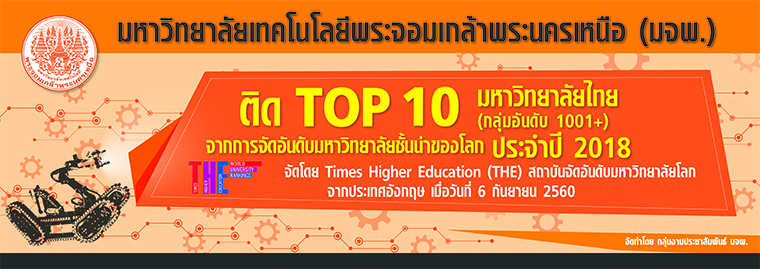 มหาวิทยาลัยเทคโนโลยีพระจอมเกล้าพระนครเหนือ (มจพ.)
ติด TOP 10 มหาวิทยาลัยไทย
(กลุ่มอันดับ 1001+)
จากการจัดอันดับมหาวิทยาลัยชั้นนำของโลก ประจำปี 2018
THE WORLD
UNIVERSITY
RANKINGS
จัดโดย Times Higher Education (THE) สถาบันจัดอันดับมหาวิทยาลัยโลก
จากประเทศอังกฤษ เมื่อวันที่ 6 กันยายน 2560
จัดทำโดย กลุ่มงานประชาสัมพันธ์ มจพ.